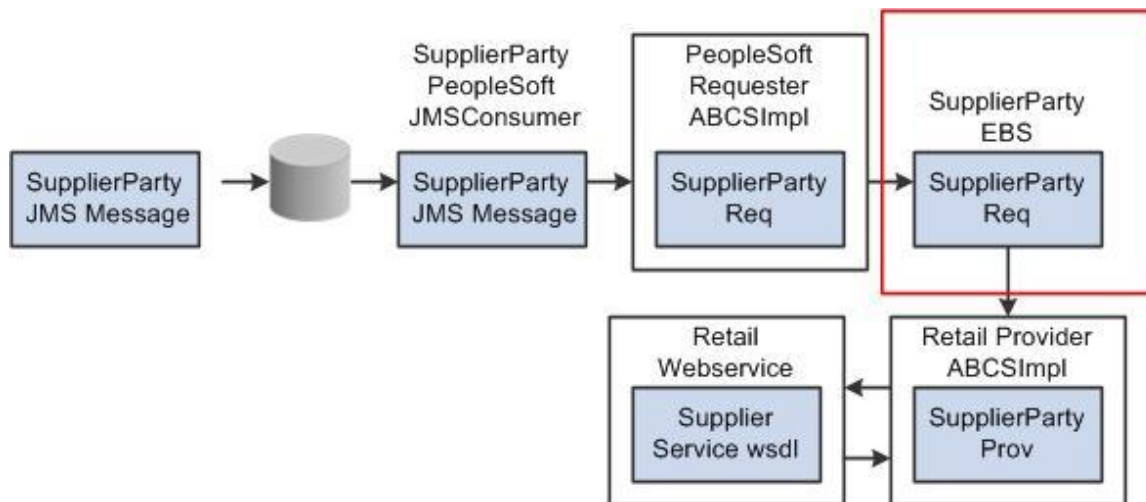 SupplierParty
JMS Message
SupplierParty
PeopleSoft
JMSConsumer
SupplierParty
JMS Message
PeopleSoft
Requester
ABCSImpl
SupplierParty
Req
SupplierParty
EBS
SupplierParty
Req
Retail
Webservice
Supplier
Service wsdl
Retail Provider
ABCSImpl
SupplierParty
Prov